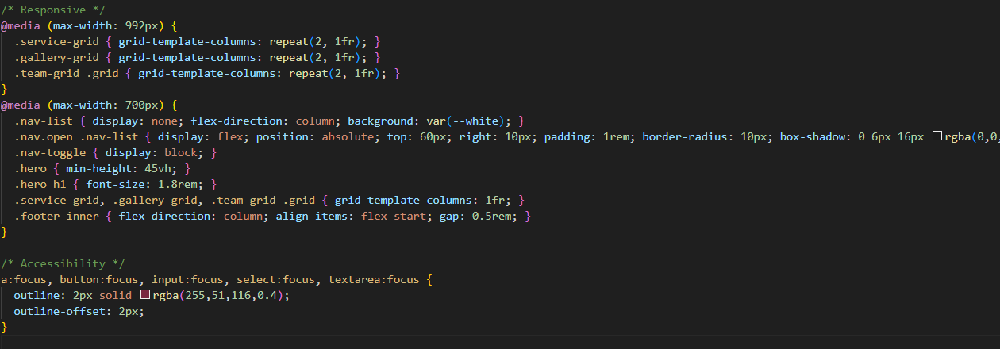 /* Responsive */
@media (max-width: 992px) {
  .service-grid { grid-template-columns: repeat(2, 1fr); }
  .gallery-grid { grid-template-columns: repeat(2, 1fr); }
  .team-grid .grid { grid-template-columns: repeat(2, 1fr); }
}
@media (max-width: 700px) {
  .nav-list { display: none; flex-direction: column; background: var(--white); }
  .nav.open .nav-list { display: flex; position: absolute; top: 60px; right: 10px; padding: 1rem; border-radius: 10px; box-shadow: 0 6px 16px rgba(0,0,
  .nav-toggle { display: block; }
  .hero { min-height: 45vh; }
  .hero h1 { font-size: 1.8rem; }
  .service-grid, .gallery-grid, .team-grid .grid { grid-template-columns: 1fr; }
  .footer-inner { flex-direction: column; align-items: flex-start; gap: 0.5rem; }
}
/* Accessibility */
a:focus, button:focus, input:focus, select:focus, textarea:focus {
  outline: 2px solid rgba(255,51,116,0.4);
  outline-offset: 2px;
}